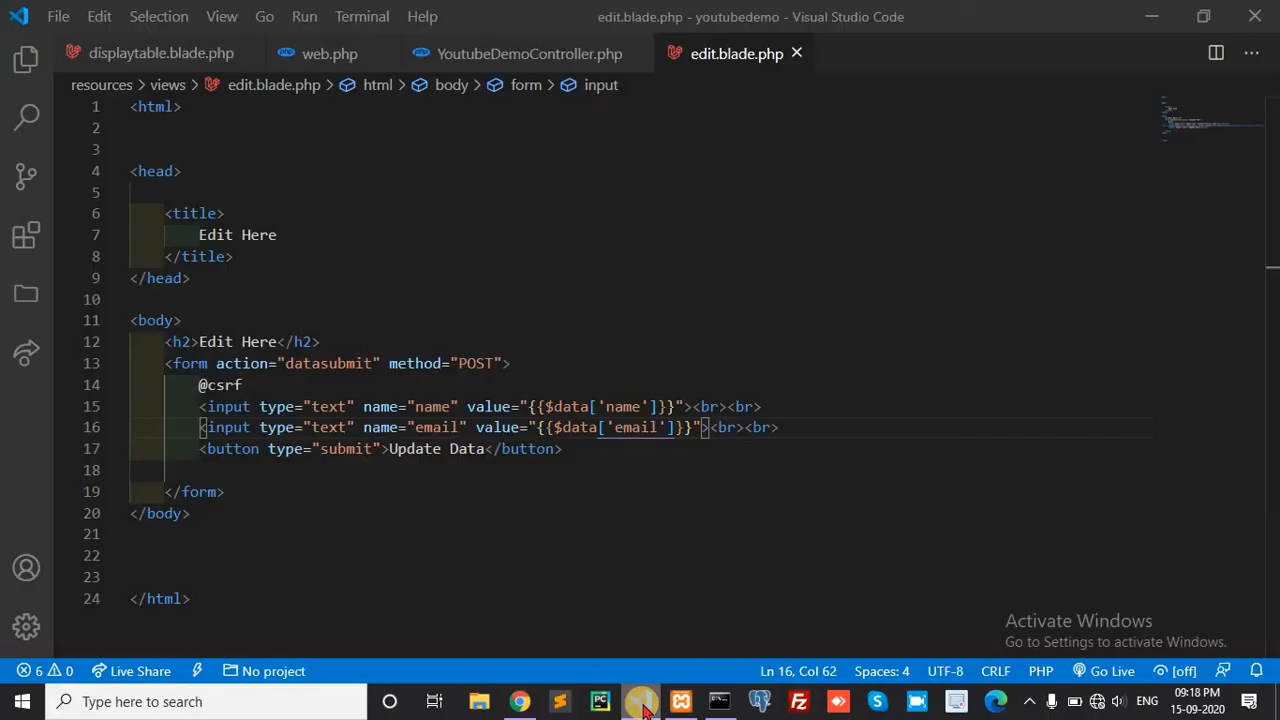 File Edit Selection View Go Run Terminal Help edit.blade.php - youtubedemo - Visual Studio Code
displaytable.blade.php web.php YoutubeDemoController.php edit.blade.php
resources > views > edit.blade.php > html > body > form > input
1 <html>
2
3
4 <head>
5
6 <title>
7 Edit Here
8 </title>
9 </head>
10
11 <body>
12 <h2>Edit Here</h2>
13 <form action="datasubmit" method="POST">
14 @csrf
15 <input type="text" name="name" value="{{$data['name']}}"><br><br>
16 <input type="text" name="email" value="{{$data['email']}}"><br><br>
17 <button type="submit">Update Data</button>
18
19 </form>
20 </body>
21
22
23
24 </html>
Activate Windows
Go to Settings to activate Windows.
6 0 Live Share No project Ln 16, Col 62 Spaces: 4 UTF-8 CRLF PHP Go Live [off]
Type here to search
PC
ENG
09:18 PM
15-09-2020